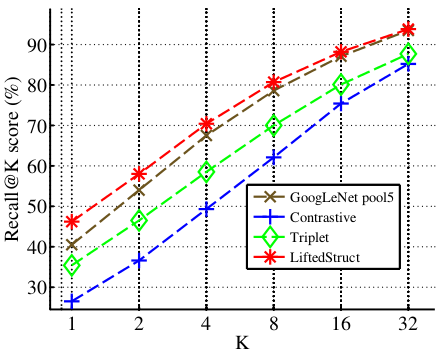 90
80
70
60
50
40
30
Recall@K score (%)
GoogLeNet pool5
Contrastive
Triplet
LiftedStruct
1 2 4 8 16 32
K